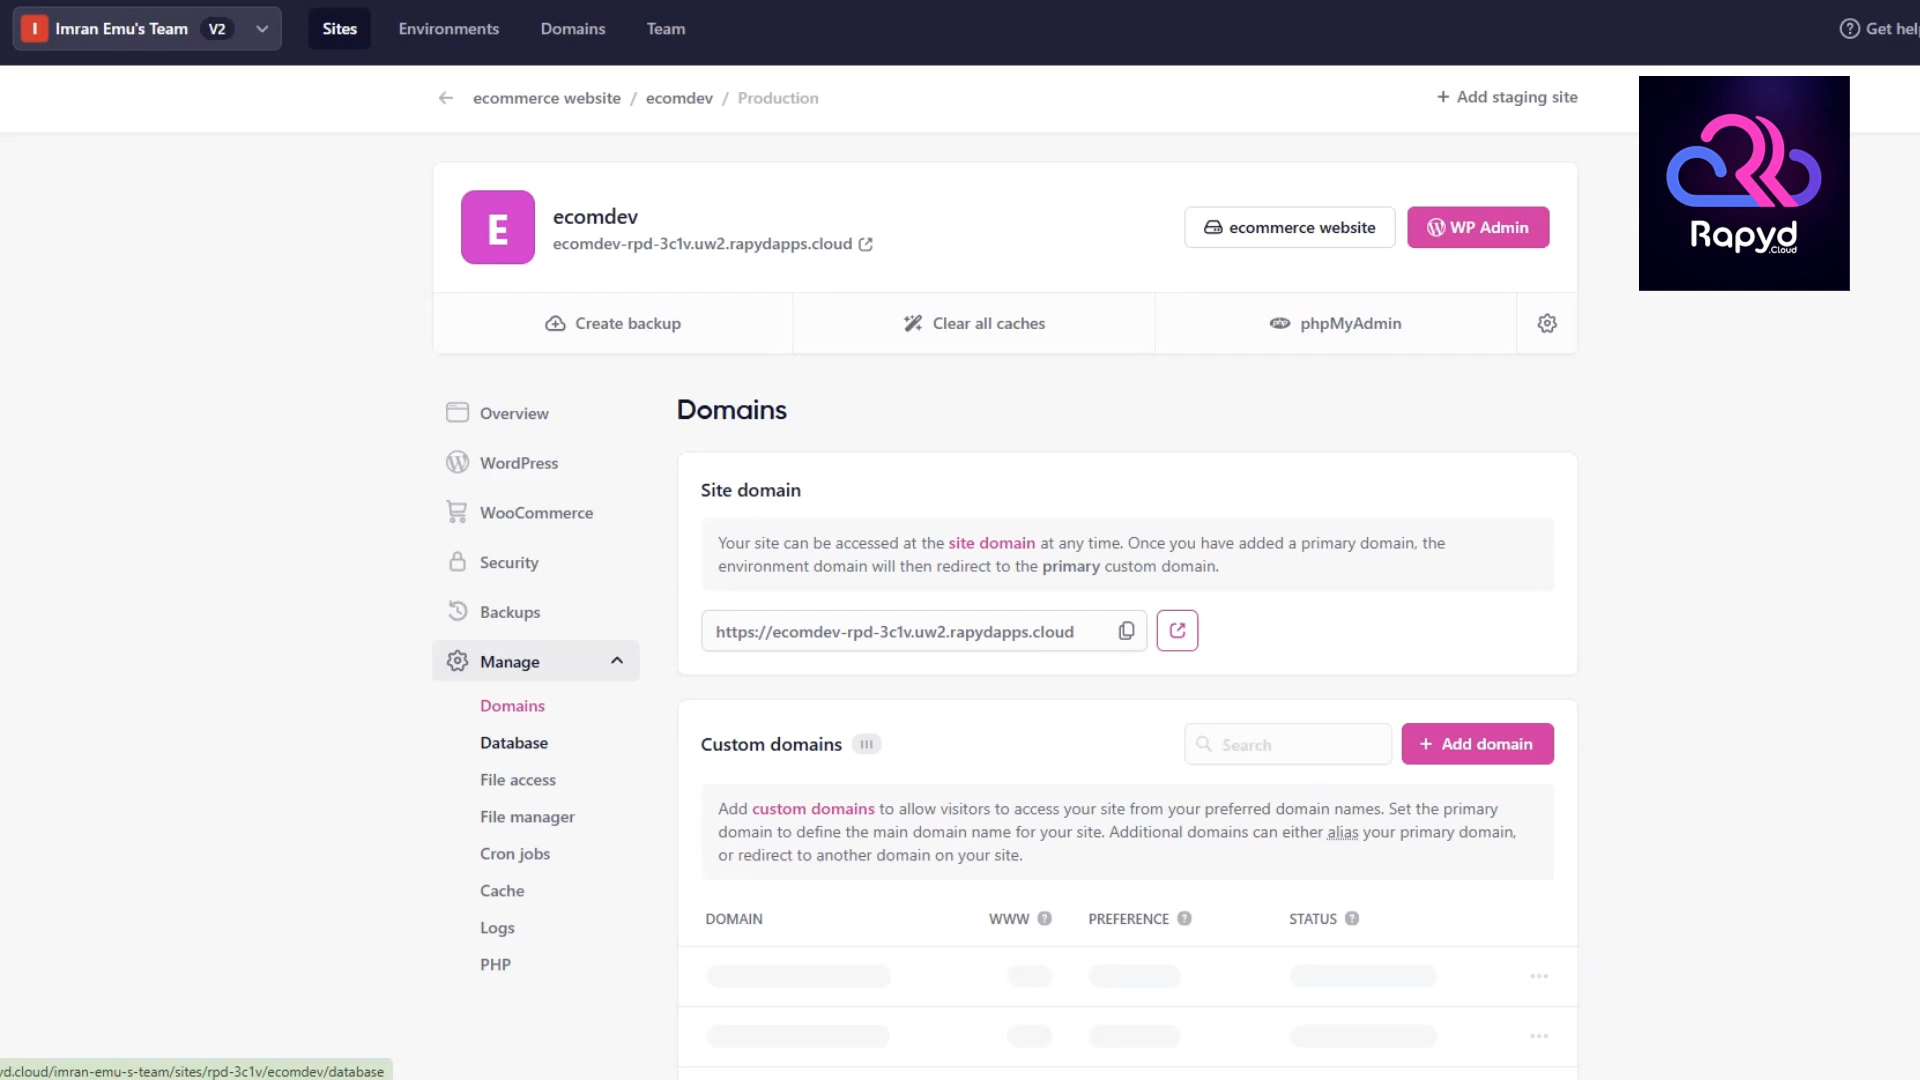 I Imran Emu's Team V2 Sites Environments Domains Team Get hel
ecommerce website / ecomdev / Production + Add staging site
Rapyd
.Cloud
E
ecomdev
ecomdev-rpd-3c1v.uw2.rapydapps.cloud
ecommerce website
WP Admin
Create backup Clear all caches php phpMyAdmin
Overview
WordPress
WooCommerce
Security
Backups
Manage
Domains
Database
File access
File manager
Cron jobs
Cache
Logs
PHP
Domains
Site domain
Your site can be accessed at the site domain at any time. Once you have added a primary domain, the
environment domain will then redirect to the primary custom domain.
https://ecomdev-rpd-3c1v.uw2.rapydapps.cloud
Custom domains Search + Add domain
Add custom domains to allow visitors to access your site from your preferred domain names. Set the primary
domain to define the main domain name for your site. Additional domains can either alias your primary domain,
or redirect to another domain on your site.
DOMAIN WWW ? PREFERENCE ? STATUS ?
yd.cloud/imran-emu-s-team/sites/rpd-3c1v/ecomdev/database